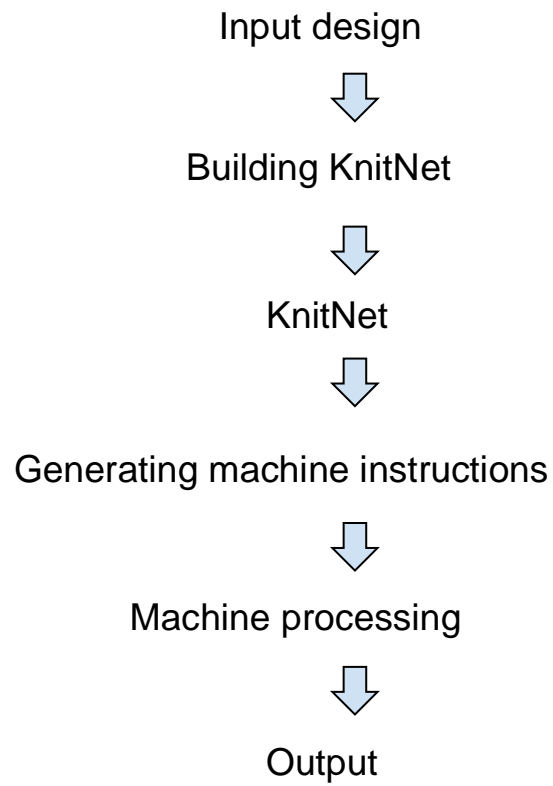 Input design
Building KnitNet
KnitNet
Generating machine instructions
Machine processing
Output